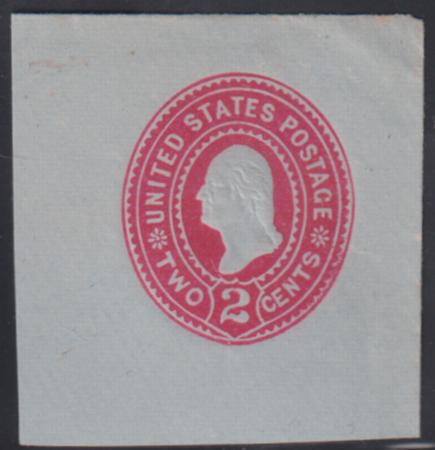 UNITED STATES POSTAGE
TWO 2 CENTS